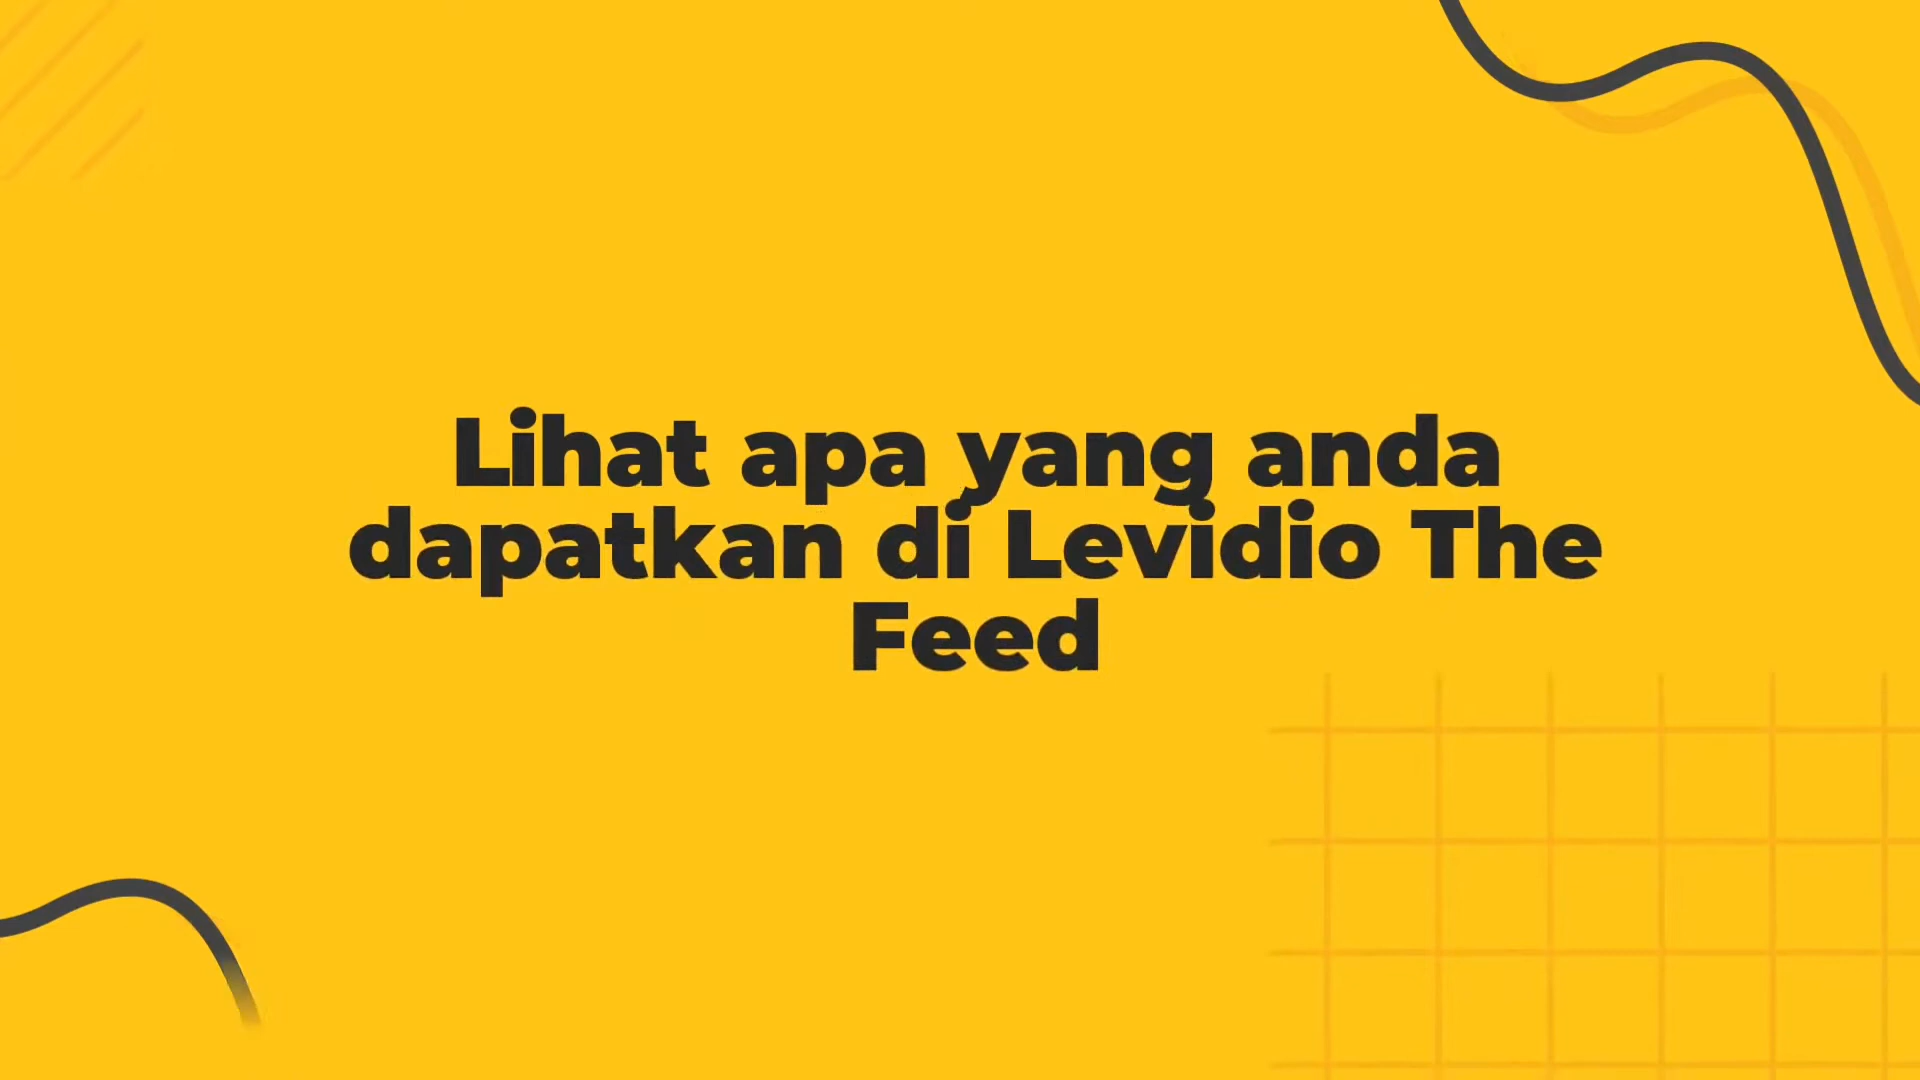 Lihat apa yang anda
dapatkan di Levidio The
Feed